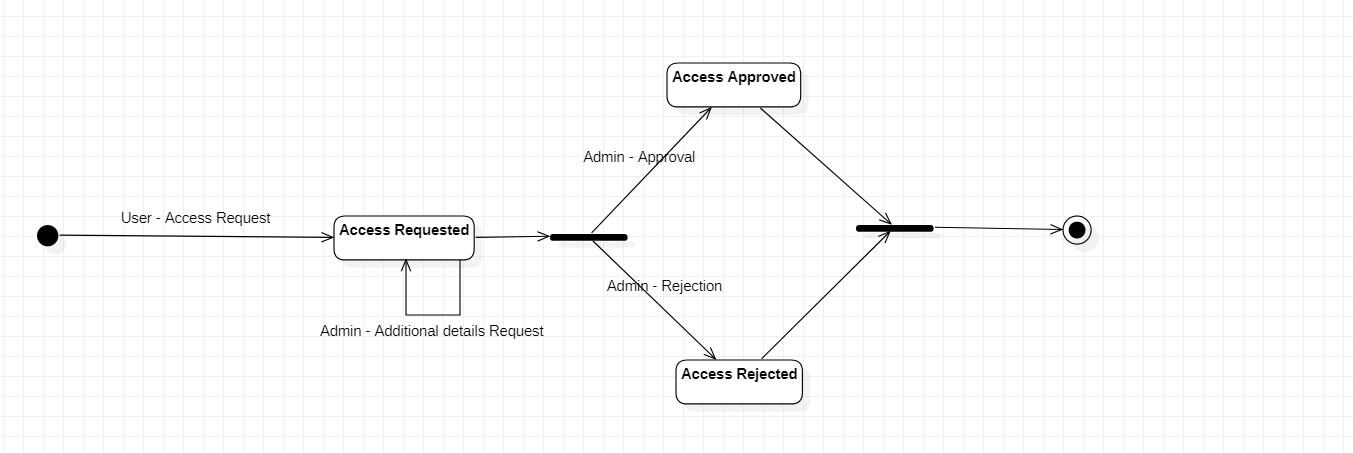 Access Approved
Admin - Approval
User - Access Request
Access Requested
Admin - Rejection
Admin - Additional details Request
Access Rejected